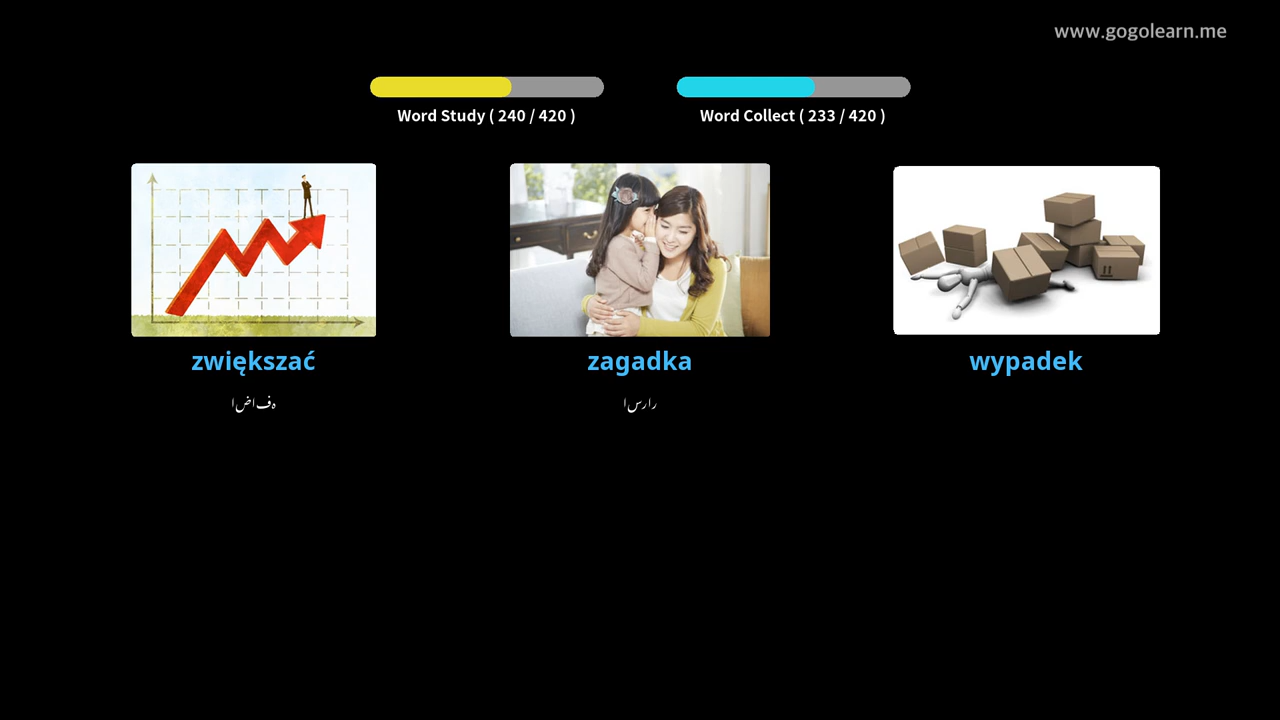 www.gogolearn.me
Word Study ( 240 / 420 )
Word Collect ( 233 / 420 )
zwiększać
zagadka
wypadek
اضافہ
اسرار